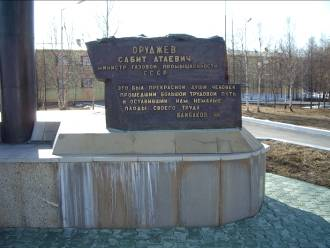 ОРУДЖЕВ
САБИТ АТАЕВИЧ
МИНИСТР ГАЗОВОЙ ПРОМЫШЛЕННОСТИ
СССР
ЭТО БЫЛ ПРЕКРАСНОЙ ДУШИ ЧЕЛОВЕК
ПРОШЕДШИЙ БОЛЬШОЙ ТРУДОВОЙ ПУТЬ
И ОСТАВИВШИЙ НАМ НЕМАЛЫЕ
ПЛОДЫ СВОЕГО ТРУДА
БАЙБАКОВ